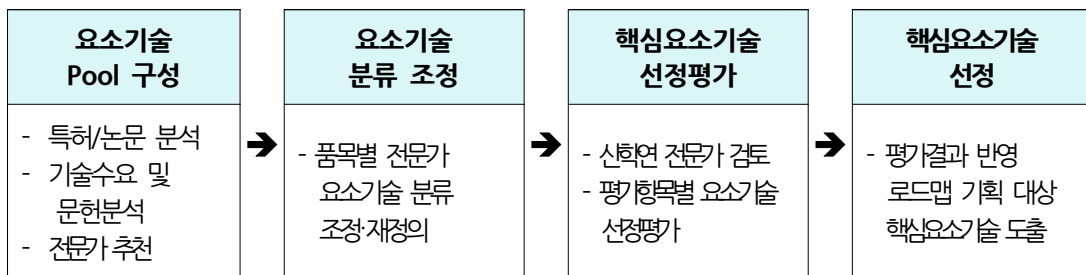 요소기술
Pool 구성
- 특허/논문 분석
- 기술수요 및
문헌분석
- 전문가 추천
➔
요소기술
분류 조정
- 품목별 전문가
요소기술 분류
조정·재정의
➔
핵심요소기술
선정평가
- 산학연 전문가 검토
- 평가항목별 요소기술
선정평가
➔
핵심요소기술
선정
- 평가결과 반영
로드맵 기획 대상
핵심요소기술 도출